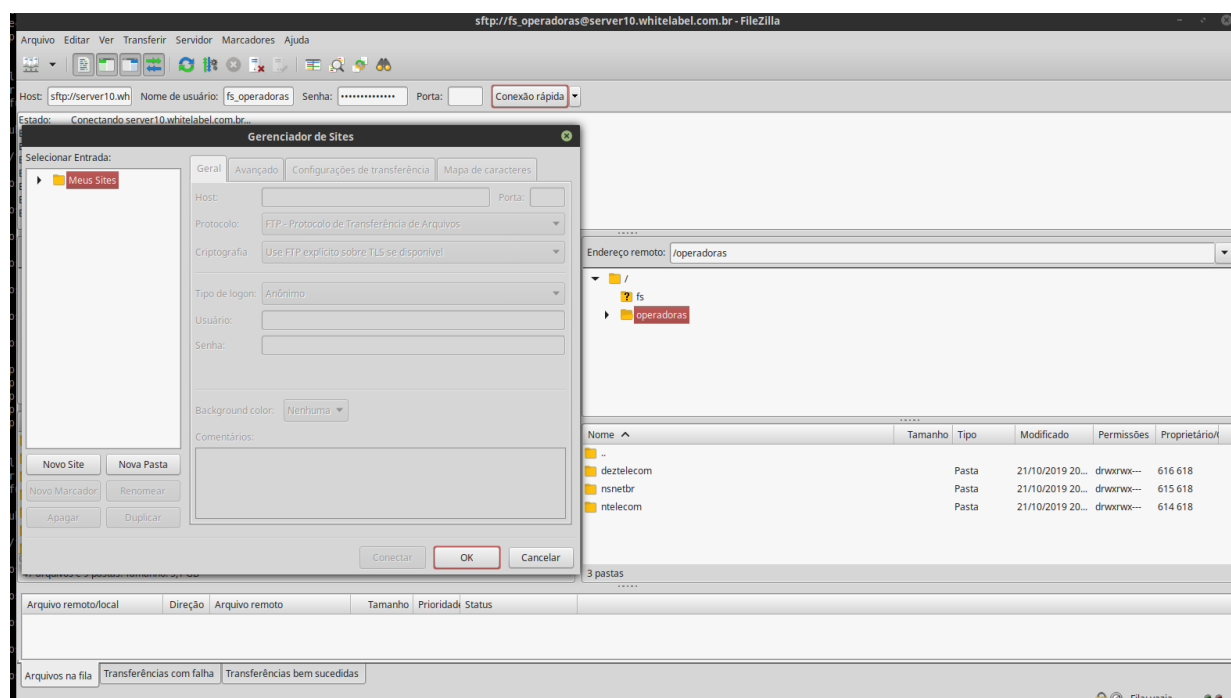 sftp://fs_operadoras@server10.whitelabel.com.br - FileZilla
Arquivo Editar Ver Transferir Servidor Marcadores Ajuda
Host: sftp://server10.wh Nome de usuário: fs_operadoras Senha: •••••••••••••• Porta: Conexão rápida
Estado: Conectando server10.whitelabel.com.br...
Gerenciador de Sites
Selecionar Entrada:
Meus Sites
Novo Site Nova Pasta
Novo Marcador Renomear
Apagar Duplicar
Geral Avançado Configurações de transferência Mapa de caracteres
Host: Porta:
Protocolo: FTP - Protocolo de Transferência de Arquivos
Criptografia Use FTP explícito sobre TLS se disponível
Tipo de logon: Anônimo
Usuário:
Senha:
Background color: Nenhuma
Comentários:
Conectar OK Cancelar
Endereço remoto: /operadoras
/
? fs
operadoras
Nome Tamanho Tipo Modificado Permissões Proprietário/
..
deztelecom Pasta 21/10/2019 20... drwxrwx--- 616 618
nsnetbr Pasta 21/10/2019 20... drwxrwx--- 615 618
ntelecom Pasta 21/10/2019 20... drwxrwx--- 614 618
3 pastas
Arquivo remoto/local Direção Arquivo remoto Tamanho Prioridade Status
Arquivos na fila Transferências com falha Transferências bem sucedidas